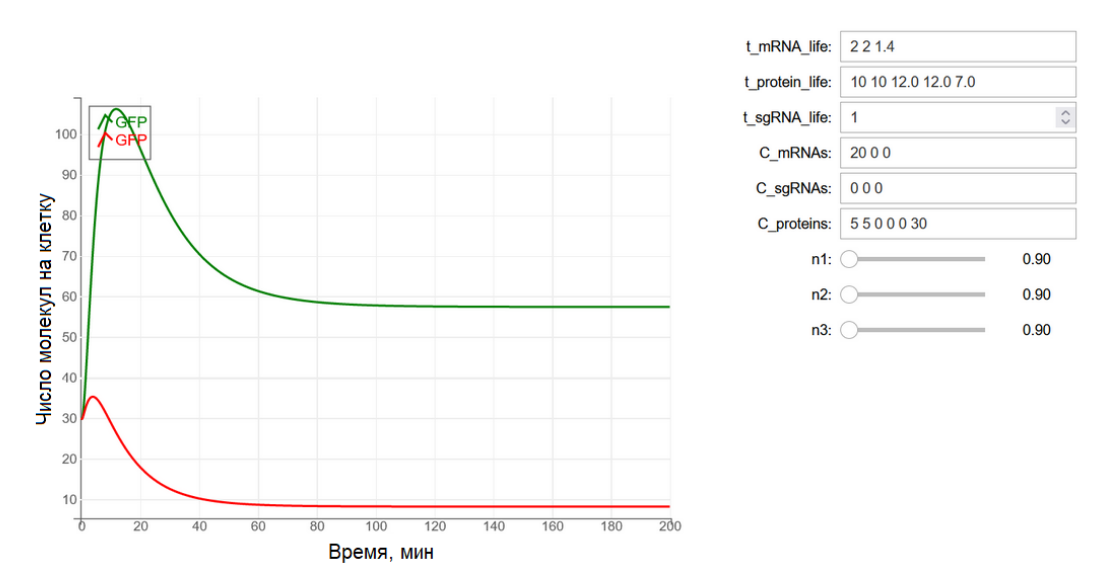 Число молекул на клетку
GFP
GFP
100
90
80
70
60
50
40
30
20
10
0 20 40 60 80 100 120 140 160 180 200
Время, мин
t_mRNA_life: 2 2 1.4
t_protein_life: 10 10 12.0 12.0 7.0
t_sgRNA_life: 1
C_mRNAs: 20 0 0
C_sgRNAs: 0 0 0
C_proteins: 5 5 0 0 0 30
n1: 0.90
n2: 0.90
n3: 0.90